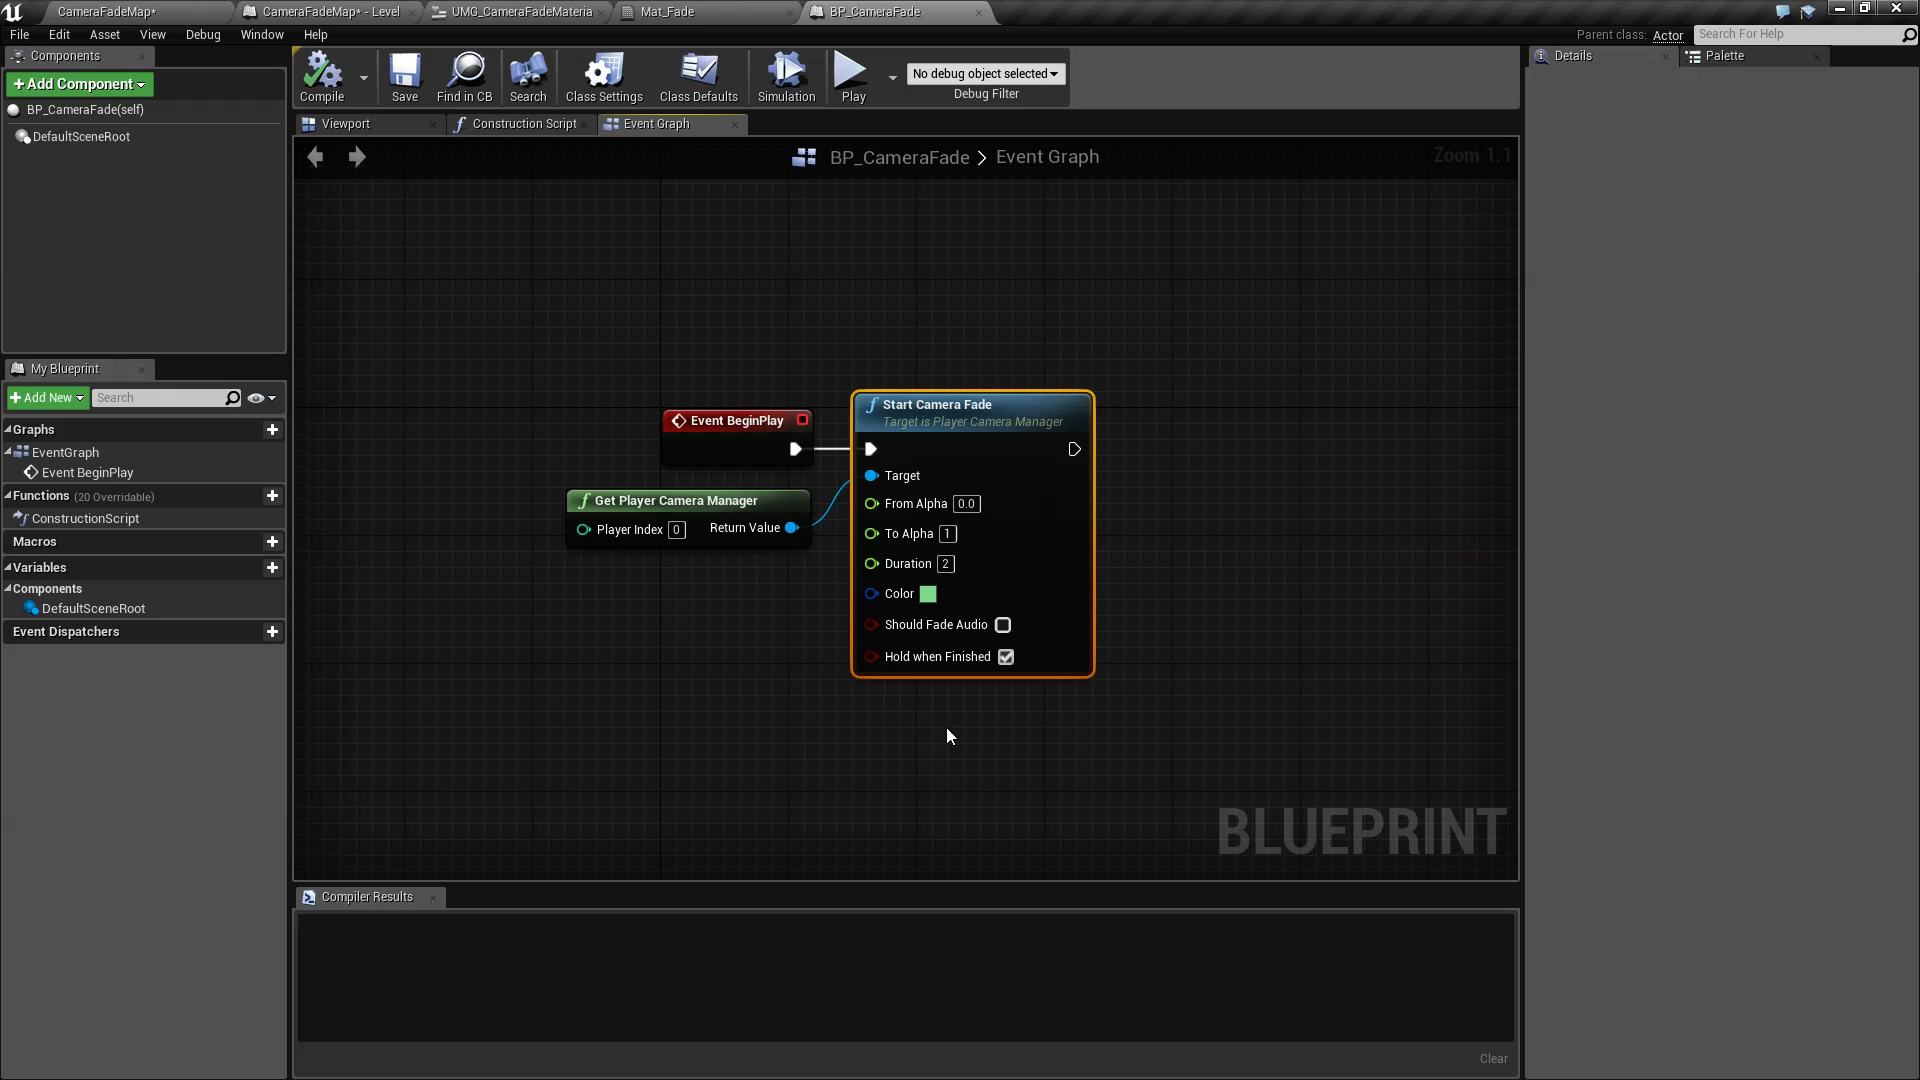 CameraFadeMap*
CameraFadeMap* - Level
UMG_CameraFadeMateria
Mat_Fade
BP_CameraFade
File Edit Asset View Debug Window Help
Parent class: Actor
Search For Help
Components
+ Add Component
BP_CameraFade(self)
DefaultSceneRoot
Compile
Save
Find in CB
Search
Class Settings
Class Defaults
Simulation
Play
No debug object selected
Debug Filter
Details
Palette
Viewport
Construction Script
Event Graph
BP_CameraFade > Event Graph
Zoom 1:1
My Blueprint
+ Add New
Search
Graphs
EventGraph
Event BeginPlay
Functions (20 Overridable)
ConstructionScript
Macros
Variables
Components
DefaultSceneRoot
Event Dispatchers
Event BeginPlay
Get Player Camera Manager
Player Index 0 Return Value
Start Camera Fade
Target is Player Camera Manager
Target
From Alpha 0.0
To Alpha 1
Duration 2
Color
Should Fade Audio
Hold when Finished
BLUEPRINT
Compiler Results
Clear